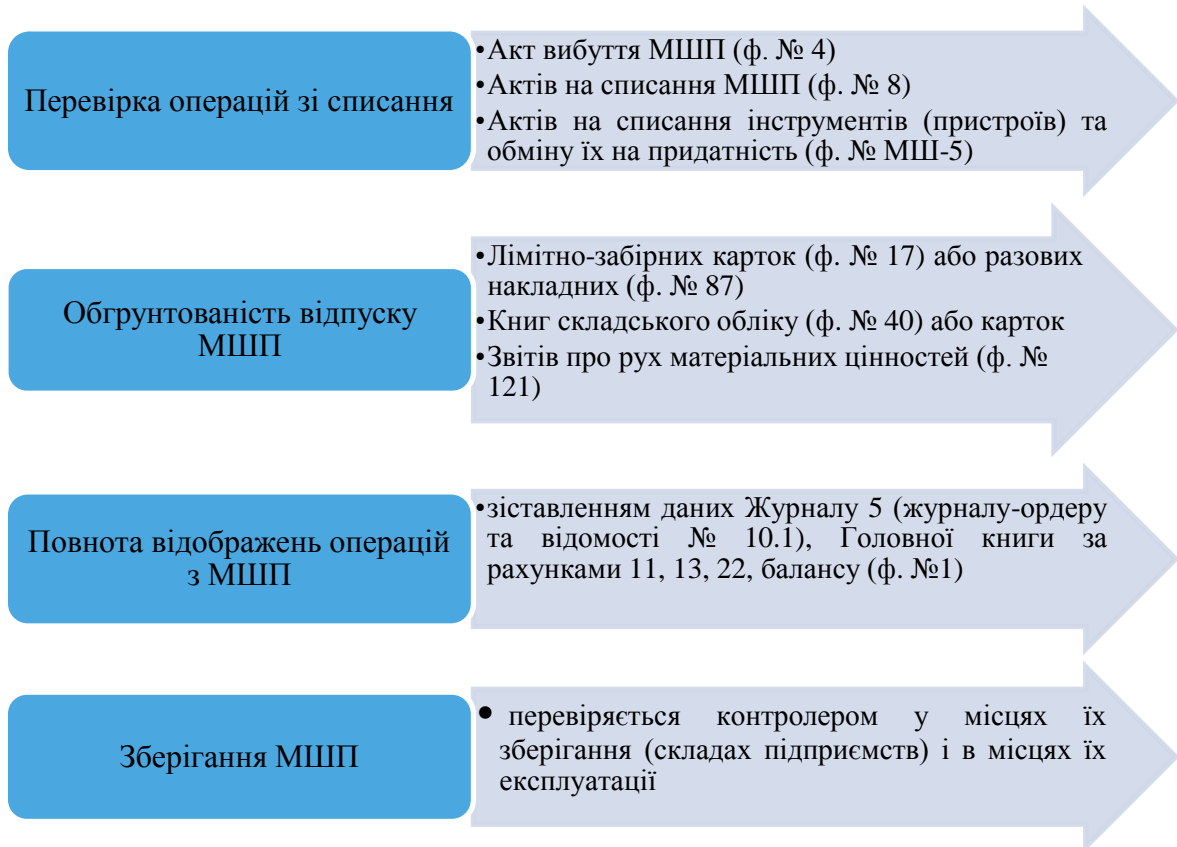 Перевірка операцій зі списання
•Акт вибуття МШП (ф. № 4)
•Актів на списання МШП (ф. № 8)
•Актів на списання інструментів (пристроїв) та
обміну їх на придатність (ф. № МШ-5)
Обгрунтованість відпуску
МШП
•Лімітно-забірних карток (ф. № 17) або разових
накладних (ф. № 87)
•Книг складського обліку (ф. № 40) або карток
•Звітів про рух матеріальних цінностей (ф. №
121)
Повнота відображень операцій
з МШП
•зіставленням даних Журналу 5 (журналу-ордеру
та відомості № 10.1), Головної книги за
рахунками 11, 13, 22, балансу (ф. №1)
Зберігання МШП
• перевіряється контролером у місцях їх
зберігання (складах підприємств) і в місцях їх
експлуатації